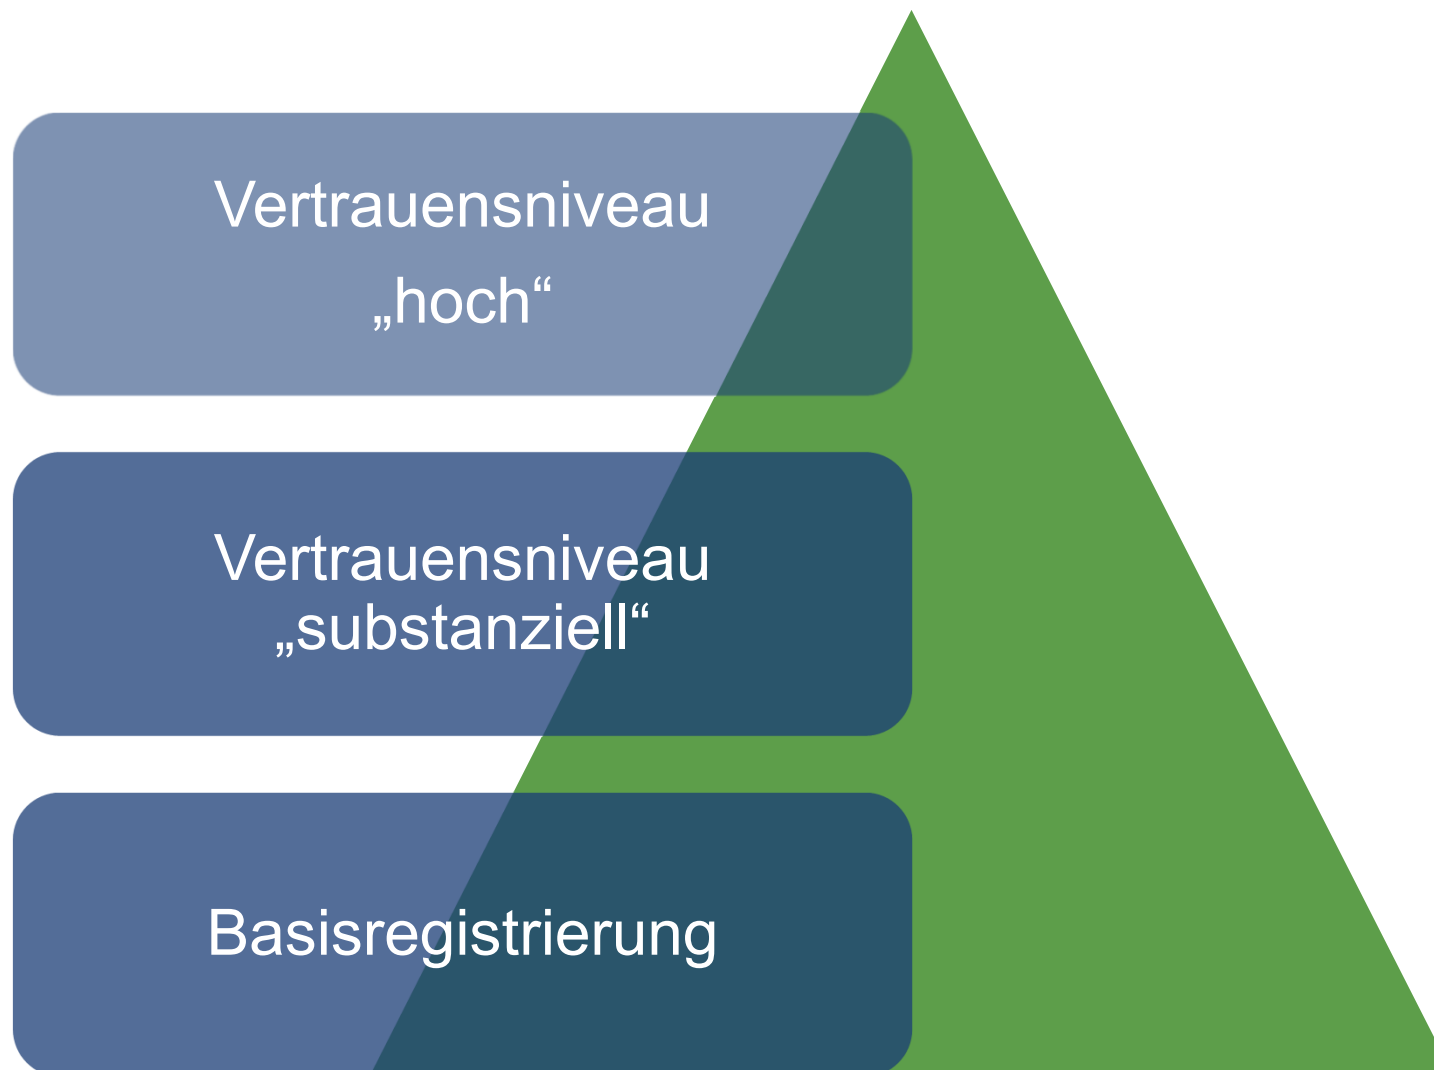 Vertrauensniveau
„hoch“
Vertrauensniveau
„substanziell“
Basisregistrierung